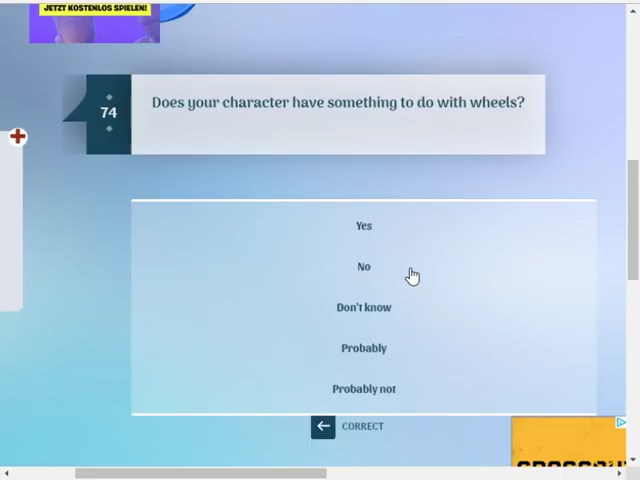 JETZT KOSTENLOS SPIELEN!
74
Does your character have something to do with wheels?
Yes
No
Don't know
Probably
Probably not
CORRECT